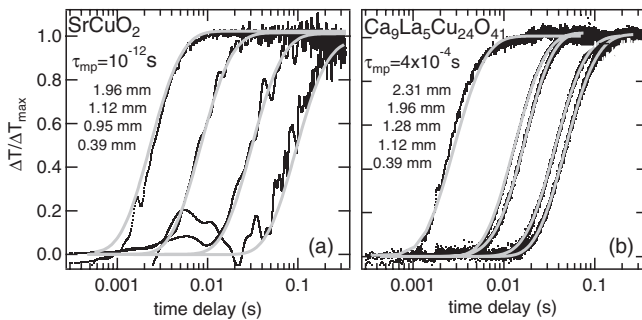 SrCuO₂
τmp=10⁻¹²s
1.96 mm
1.12 mm
0.95 mm
0.39 mm
(a)
ΔT/ΔTmax
1.0
0.8
0.6
0.4
0.2
0.0
0.001
0.01
0.1
time delay (s)
Ca₉La₅Cu₂₄O₄₁
τmp=4x10⁻⁴s
2.31 mm
1.96 mm
1.28 mm
1.12 mm
0.39 mm
(b)
0.001
0.01
0.1
time delay (s)